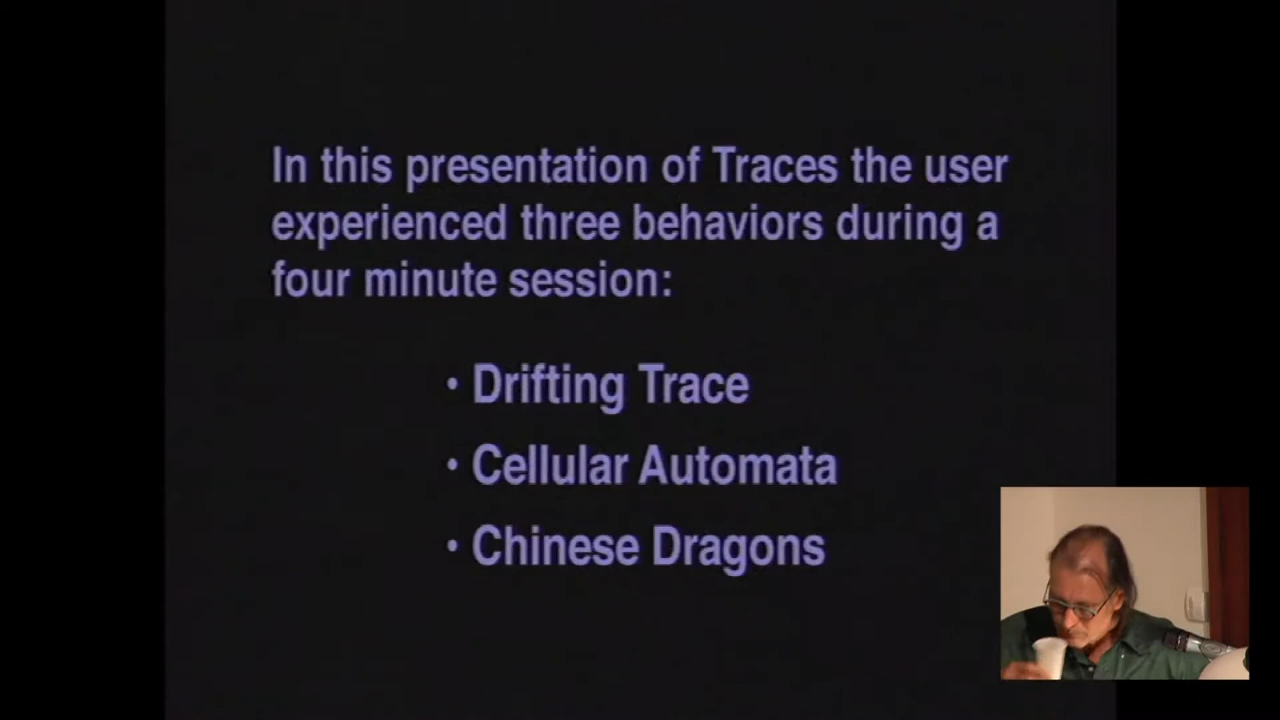 In this presentation of Traces the user
experienced three behaviors during a
four minute session:
• Drifting Trace
• Cellular Automata
• Chinese Dragons